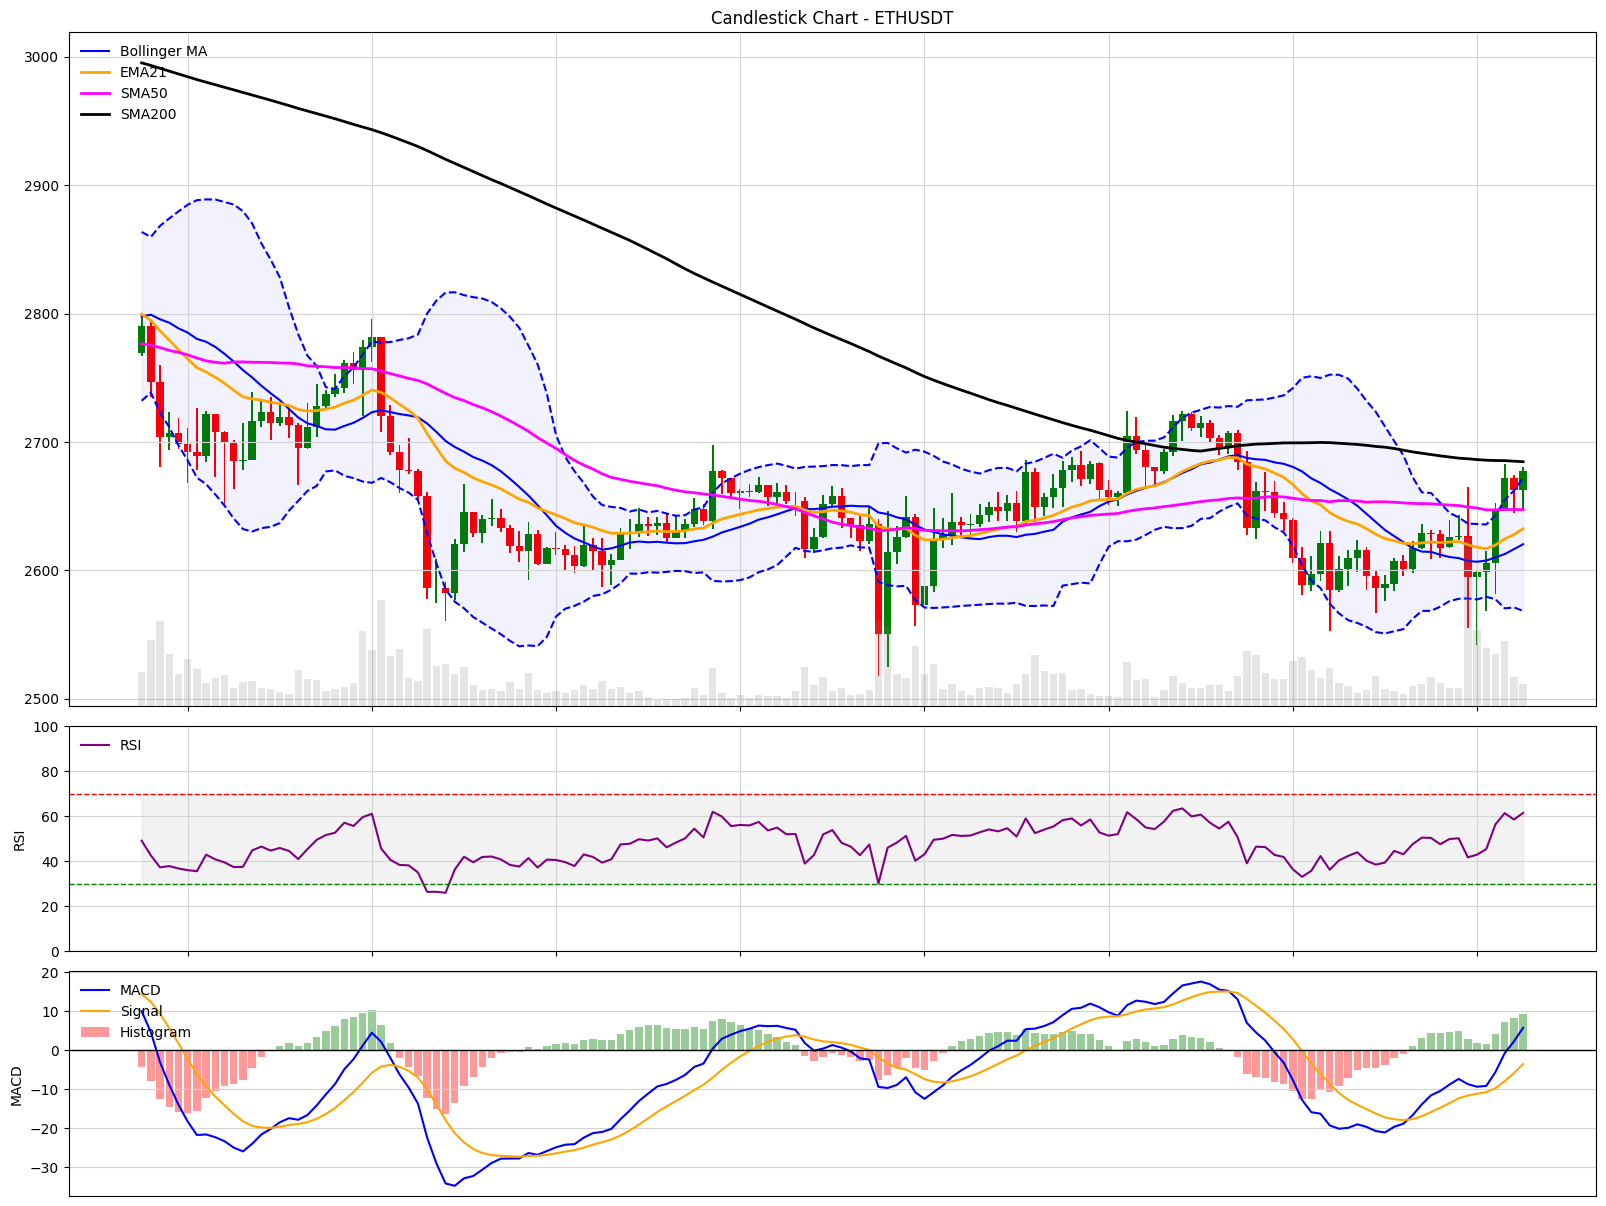 Candlestick Chart - ETHUSDT
3000
2900
2800
2700
2600
2500
Bollinger MA
EMA21
SMA50
SMA200
100
80
60
40
20
0
RSI
RSI
20
10
0
−10
−20
−30
MACD
MACD
Signal
Histogram